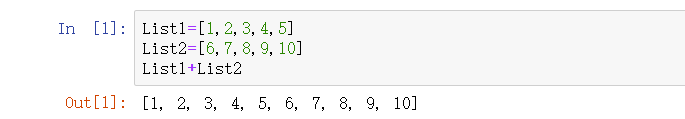 In [1]: List1=[1,2,3,4,5]
List2=[6,7,8,9,10]
List1+List2
Out[1]: [1, 2, 3, 4, 5, 6, 7, 8, 9, 10]